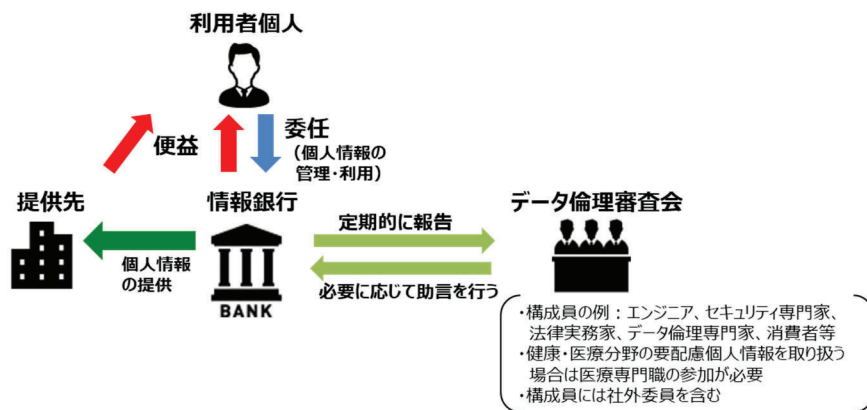 利用者個人
便益
委任
（個人情報の
管理・利用）
提供先
情報銀行
データ倫理審査会
定期的に報告
個人情報
の提供
必要に応じて助言を行う
BANK
・構成員の例：エンジニア、セキュリティ専門家、
法律実務家、データ倫理専門家、消費者等
・健康・医療分野の要配慮個人情報を取り扱う
場合は医療専門職の参加が必要
・構成員には社外委員を含む